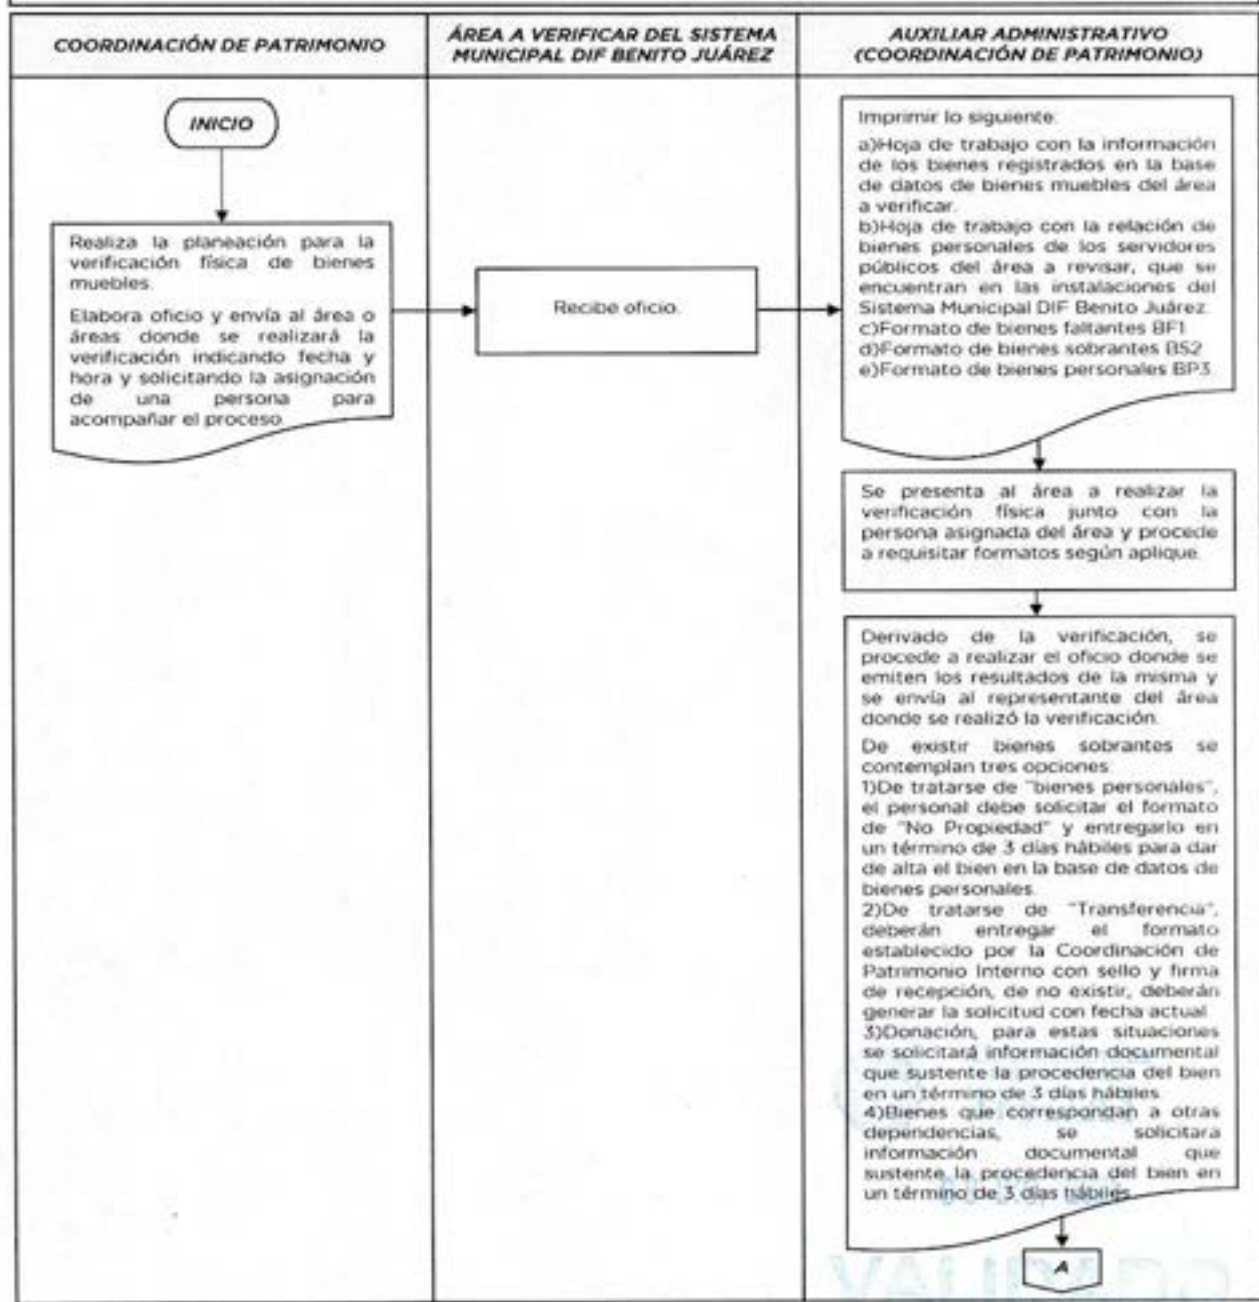 COORDINACIÓN DE PATRIMONIO
ÁREA A VERIFICAR DEL SISTEMA
MUNICIPAL DIF BENITO JUÁREZ
AUXILIAR ADMINISTRATIVO
(COORDINACIÓN DE PATRIMONIO)
INICIO
Realiza la planeación para la
verificación física de bienes
muebles.
Elabora oficio y envía al área o
áreas donde se realizará la
verificación indicando fecha y
hora y solicitando la asignación
de una persona para
acompañar el proceso
Recibe oficio.
Imprimir lo siguiente:
a)Hoja de trabajo con la información
de los bienes registrados en la base
de datos de bienes muebles del área
a verificar.
b)Hoja de trabajo con la relación de
bienes personales de los servidores
públicos del área a revisar, que se
encuentran en las instalaciones del
Sistema Municipal DIF Benito Juárez
c)Formato de bienes faltantes BF1
d)Formato de bienes sobrantes BS2
e)Formato de bienes personales BP3
Se presenta al área a realizar la
verificación física junto con la
persona asignada del área y procede
a requisitar formatos según aplique.
Derivado de la verificación, se
procede a realizar el oficio donde se
emiten los resultados de la misma y
se envía al representante del área
donde se realizó la verificación.
De existir bienes sobrantes se
contemplan tres opciones:
1)De tratarse de "bienes personales",
el personal debe solicitar el formato
de "No Propiedad" y entregarlo en
un término de 3 días hábiles para dar
de alta el bien en la base de datos de
bienes personales.
2)De tratarse de "Transferencia",
deberán entregar el formato
establecido por la Coordinación de
Patrimonio Interno con sello y firma
de recepción, de no existir, deberán
generar la solicitud con fecha actual
3)Donación, para estas situaciones
se solicitará información documental
que sustente la procedencia del bien
en un término de 3 días hábiles.
4)Bienes que correspondan a otras
dependencias, se solicitara
información documental que
sustente la procedencia del bien en
un término de 3 días hábiles.
A